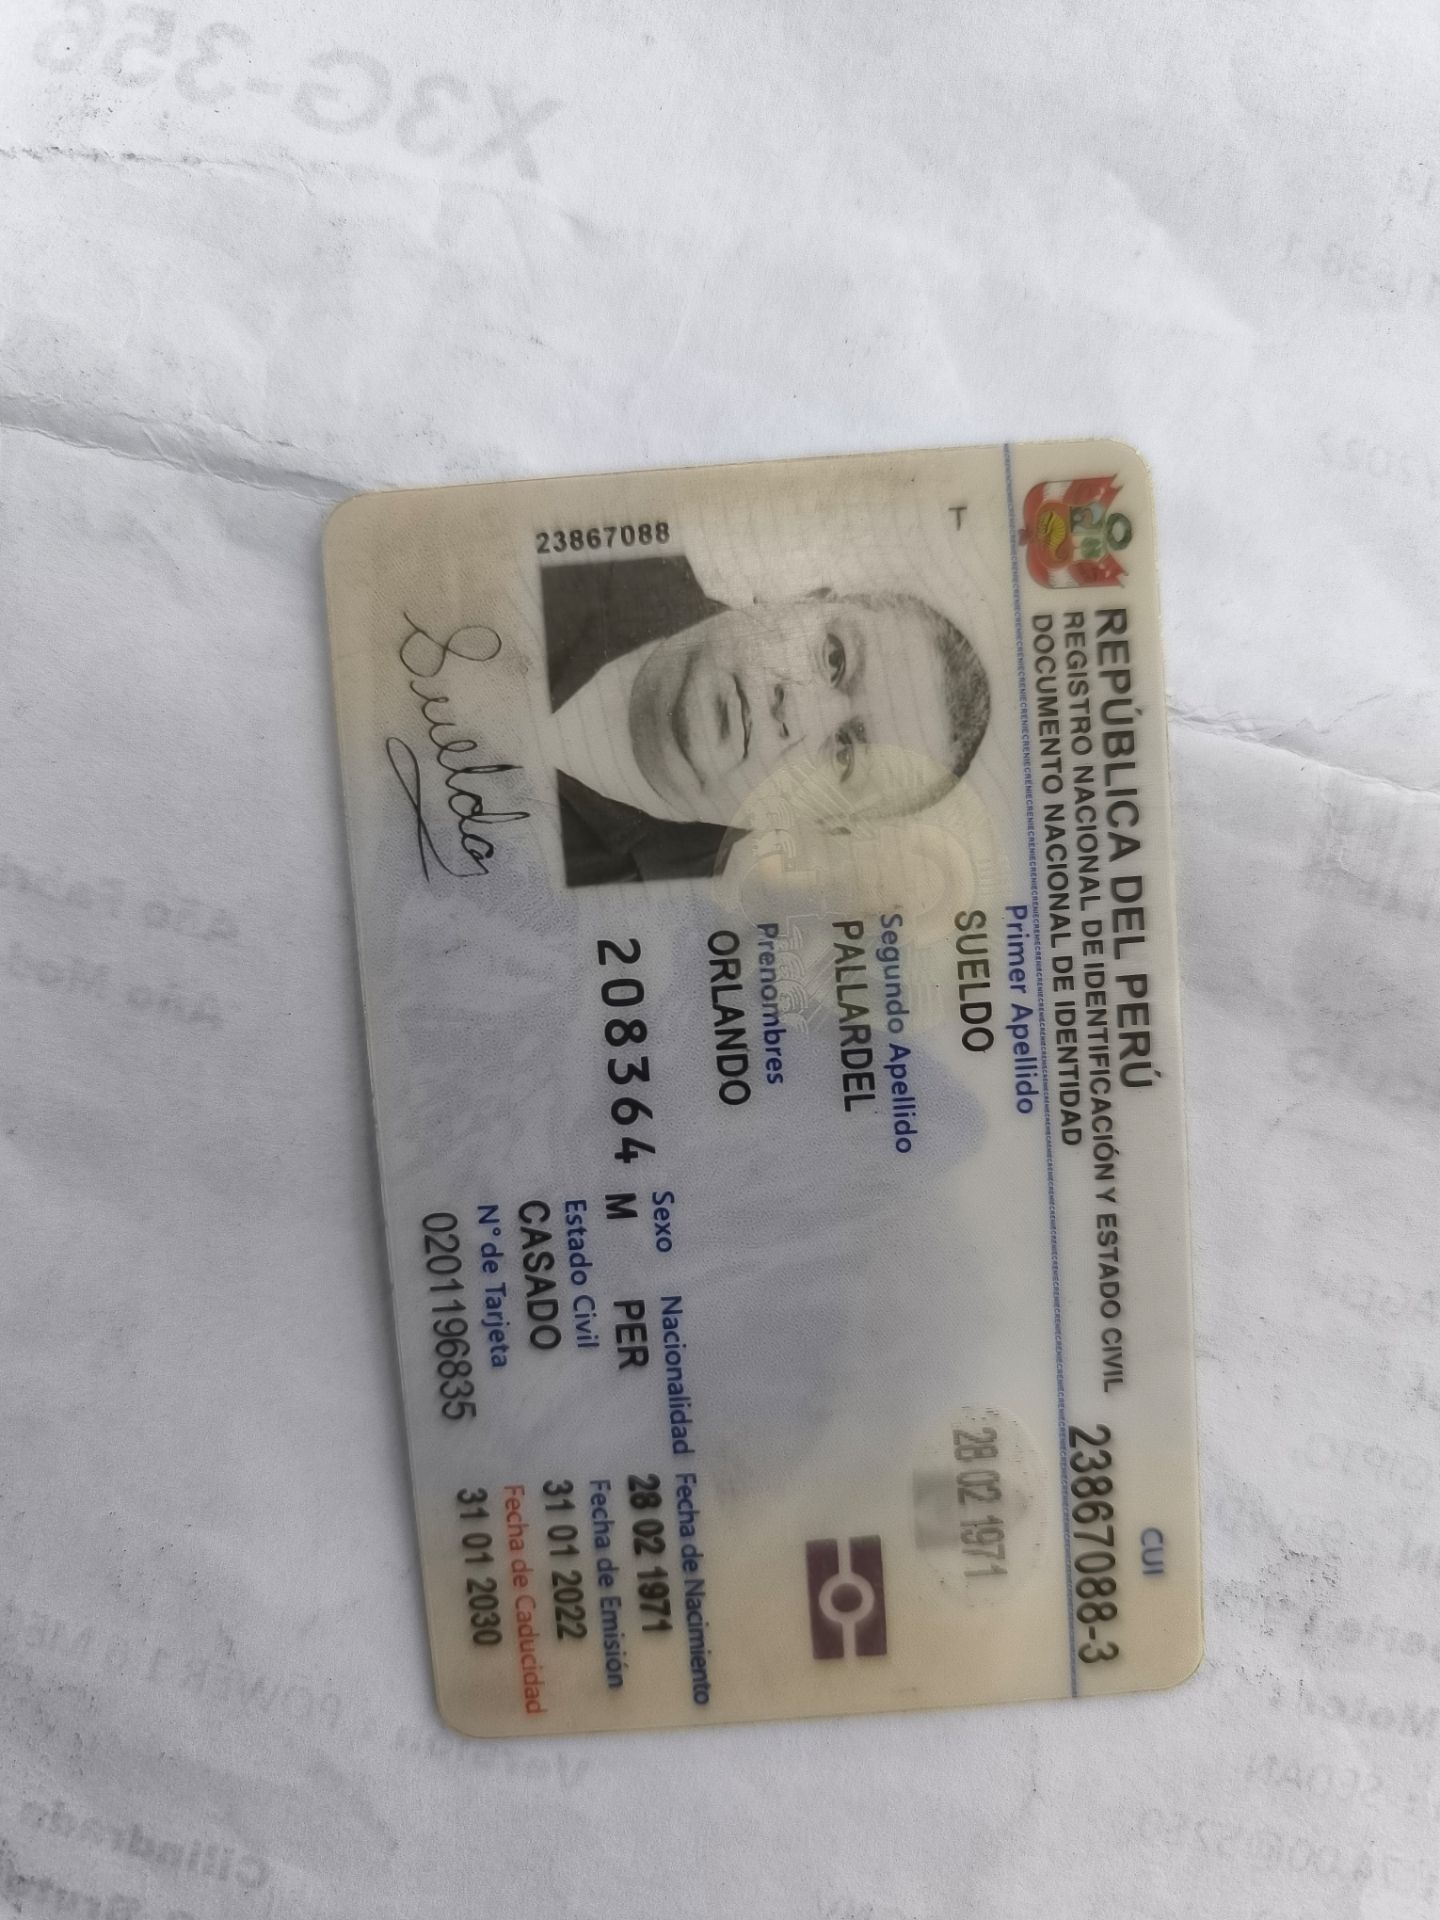 REPÚBLICA DEL PERÚ
REGISTRO NACIONAL DE IDENTIFICACIÓN Y ESTADO CIVIL
DOCUMENTO NACIONAL DE IDENTIDAD
CUI
23867088-3
Primer Apellido
SUELDO
28 02 1971
Segundo Apellido
PALLARDEL
Prenombres
ORLANDO
23867088
208364
Sexo Nacionalidad Fecha de Nacimiento
M PER 28 02 1971
Estado Civil Fecha de Emisión
CASADO 31 01 2022
N° de Tarjeta Fecha de Caducidad
0201196835 31 01 2030
Sueldo
X3G-356